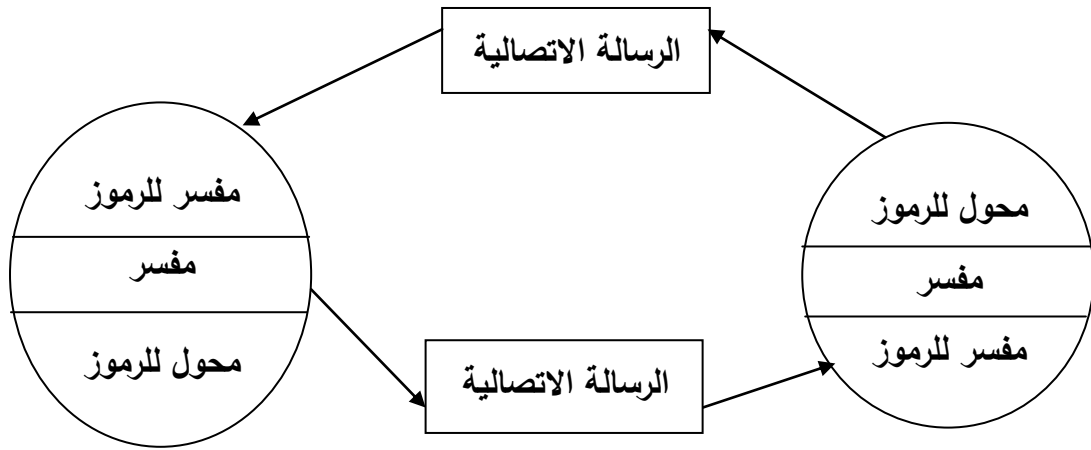 الرسالة الاتصالية
محول للرموز
مفسر
مفسر للرموز
مفسر للرموز
مفسر
محول للرموز
الرسالة الاتصالية